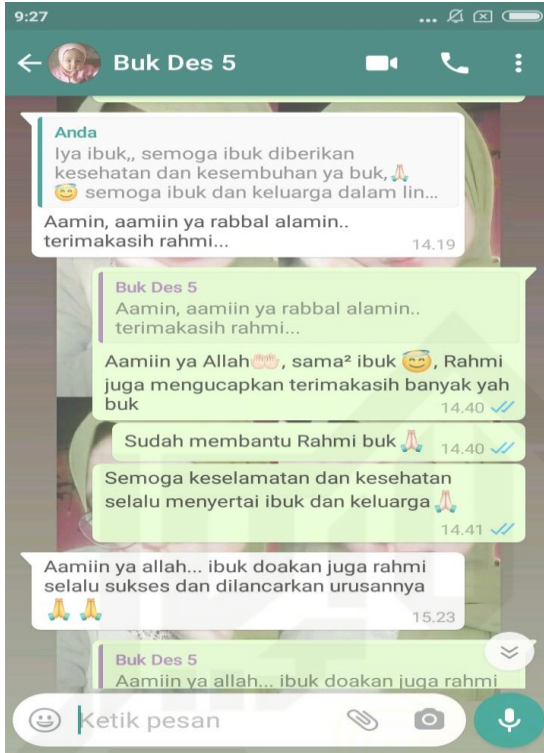 9:27
Buk Des 5
Anda
Iya ibuk,, semoga ibuk diberikan
kesehatan dan kesembuhan ya buk,🙏
😇 semoga ibuk dan keluarga dalam lin...
Aamin, aamiin ya rabbal alamin..
terimakasih rahmi...
14.19
Buk Des 5
Aamin, aamiin ya rabbal alamin..
terimakasih rahmi...
Aamiin ya Allah🤲, sama² ibuk 😇, Rahmi
juga mengucapkan terimakasih banyak yah
buk
14.40
Sudah membantu Rahmi buk🙏 14.40
Semoga keselamatan dan kesehatan
selalu menyertai ibuk dan keluarga🙏
14.41
Aamiin ya allah... ibuk doakan juga rahmi
selalu sukses dan dilancarkan urusannya
🙏 🙏
15.23
Buk Des 5
Aamiin ya allah... ibuk doakan juga rahmi
Ketik pesan